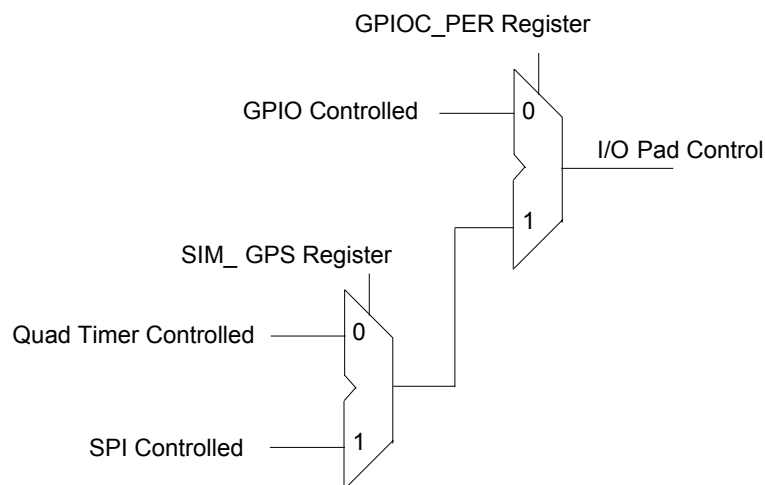 GPIOC_PER Register
GPIO Controlled
0
I/O Pad Control
1
SIM_ GPS Register
Quad Timer Controlled
0
SPI Controlled
1